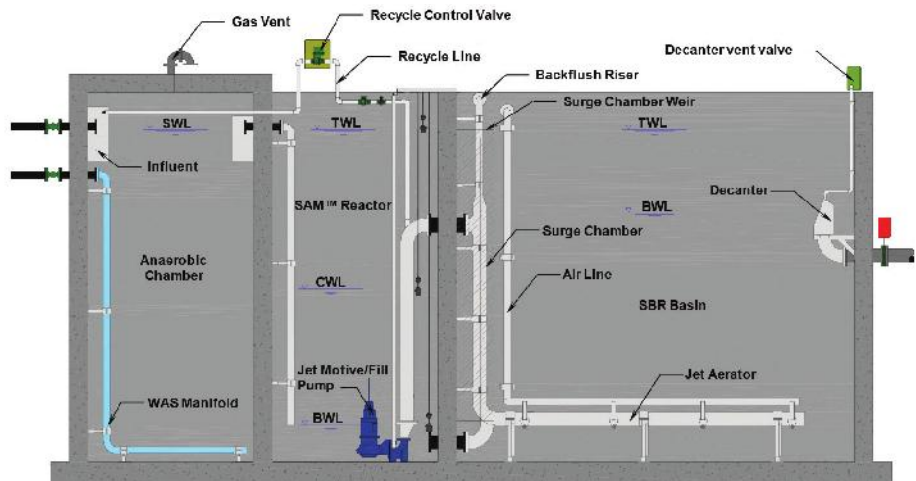 Gas Vent
Recycle Control Valve
Recycle Line
Decanter vent valve
Backflush Riser
Surge Chamber Weir
SWL
TWL
TWL
Influent
SAM™ Reactor
BWL
Decanter
Surge Chamber
Anaerobic
Chamber
CWL
Air Line
SBR Basin
Jet Motive/Fill
Pump
Jet Aerator
WAS Manifold
BWL